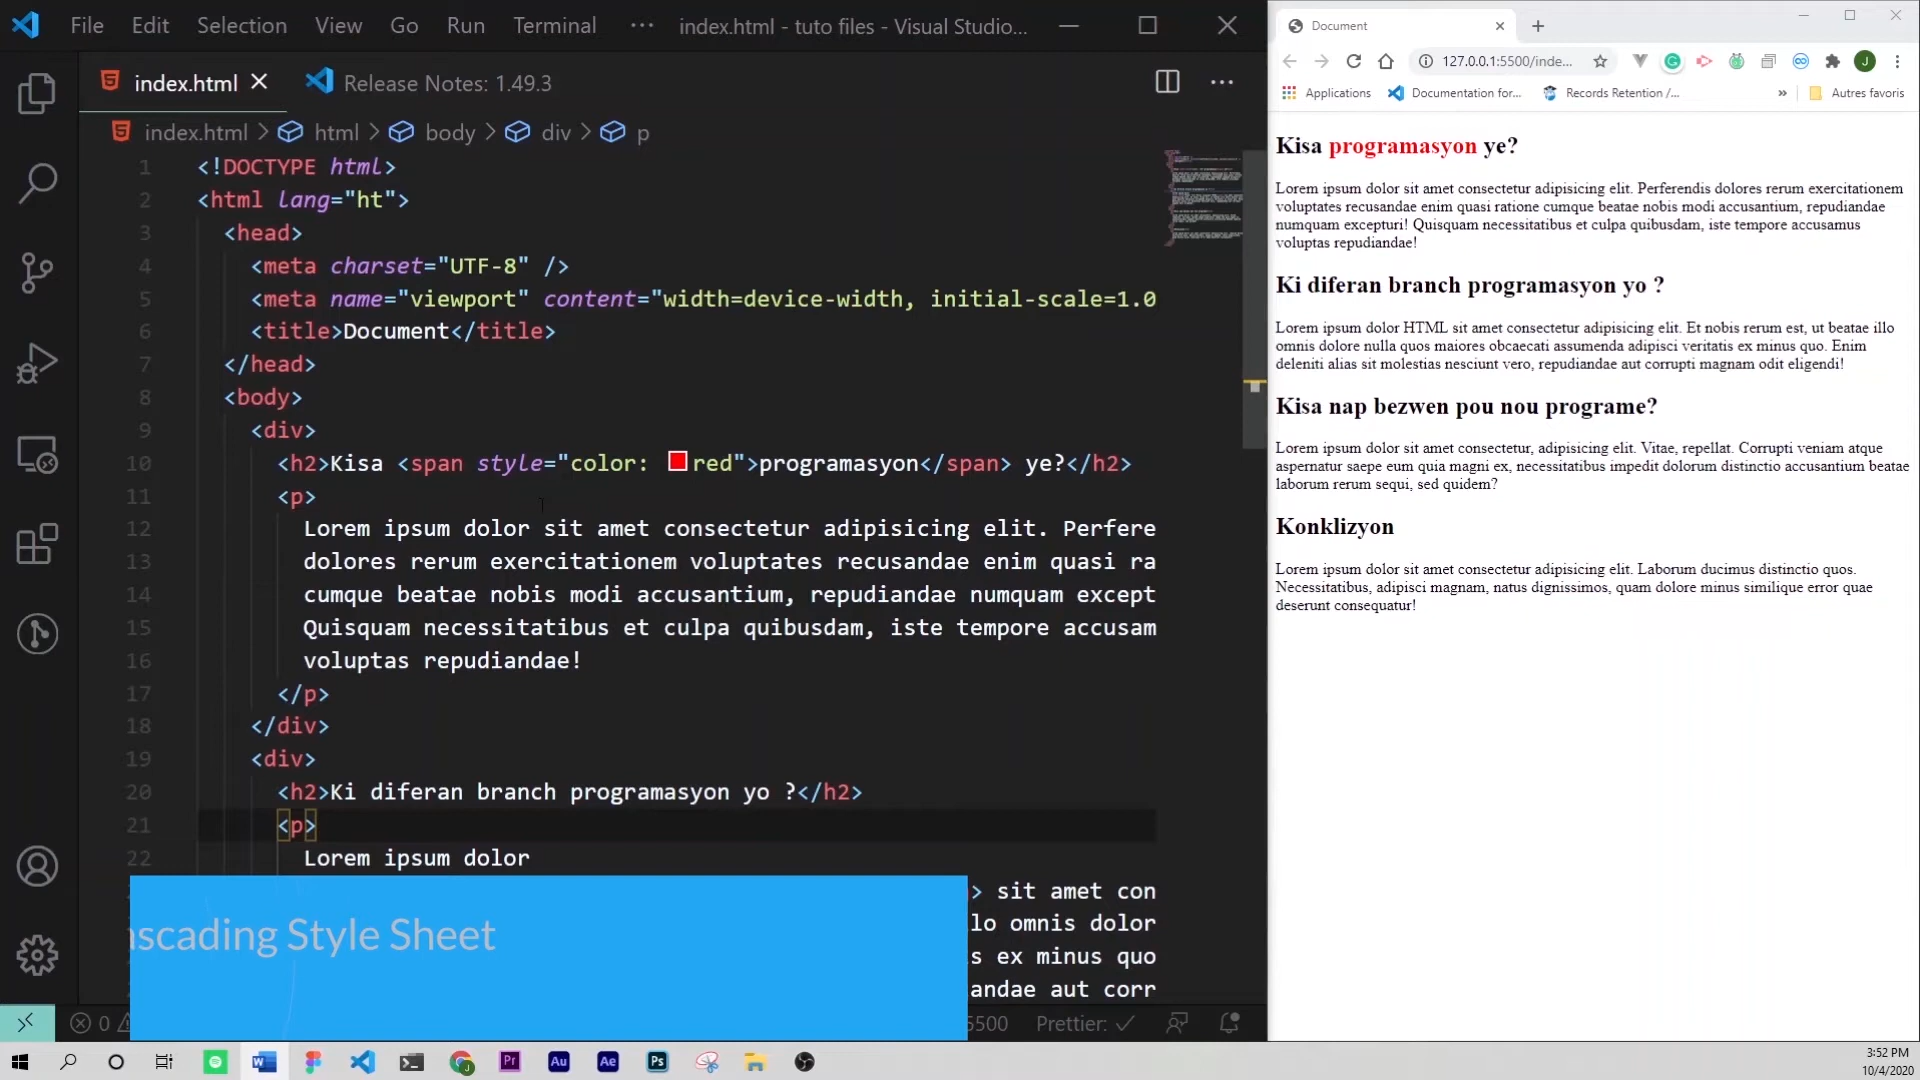 File Edit Selection View Go Run Terminal ··· index.html - tuto files - Visual Studio...
index.html
Release Notes: 1.49.3
index.html > html > body > div > p
1 <!DOCTYPE html>
2 <html lang="ht">
3 <head>
4 <meta charset="UTF-8" />
5 <meta name="viewport" content="width=device-width, initial-scale=1.0
6 <title>Document</title>
7 </head>
8 <body>
9 <div>
10 <h2>Kisa <span style="color: red">programasyon</span> ye?</h2>
11 <p>
12 Lorem ipsum dolor sit amet consectetur adipisicing elit. Perfere
13 dolores rerum exercitationem voluptates recusandae enim quasi ra
14 cumque beatae nobis modi accusantium, repudiandae numquam except
15 Quisquam necessitatibus et culpa quibusdam, iste tempore accusam
16 voluptas repudiandae!
17 </p>
18 </div>
19 <div>
20 <h2>Ki diferan branch programasyon yo ?</h2>
21 <p>
22 Lorem ipsum dolor
> sit amet con
lo omnis dolor
s ex minus quo
andae aut corr
ascading Style Sheet
0
5500 Prettier: ✓
Document
127.0.0.1:5500/inde...
J
Applications Documentation for... Records Retention /... » Autres favoris
Kisa programasyon ye?
Lorem ipsum dolor sit amet consectetur adipisicing elit. Perferendis dolores rerum exercitationem
voluptates recusandae enim quasi ratione cumque beatae nobis modi accusantium, repudiandae
numquam excepturi! Quisquam necessitatibus et culpa quibusdam, iste tempore accusamus
voluptas repudiandae!
Ki diferan branch programasyon yo ?
Lorem ipsum dolor HTML sit amet consectetur adipisicing elit. Et nobis rerum est, ut beatae illo
omnis dolore nulla quos maiores obcaecati assumenda adipisci veritatis ex minus quo. Enim
deleniti alias sit molestias nesciunt vero, repudiandae aut corrupti magnam odit eligendi!
Kisa nap bezwen pou nou programe?
Lorem ipsum dolor sit amet consectetur, adipisicing elit. Vitae, repellat. Corrupti veniam atque
aspernatur saepe eum quia magni ex, necessitatibus impedit dolorum distinctio accusantium beatae
laborum rerum sequi, sed quidem?
Konklizyon
Lorem ipsum dolor sit amet consectetur adipisicing elit. Laborum ducimus distinctio quos.
Necessitatibus, adipisci magnam, natus dignissimos, quam dolore minus similique error quae
deserunt consequatur!
Pr Au Ae Ps
3:52 PM
10/4/2020